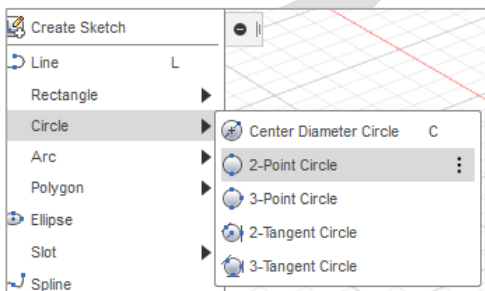 Create Sketch
Line L
Rectangle
Circle
Arc
Polygon
Ellipse
Slot
Spline
Center Diameter Circle C
2-Point Circle
3-Point Circle
2-Tangent Circle
3-Tangent Circle